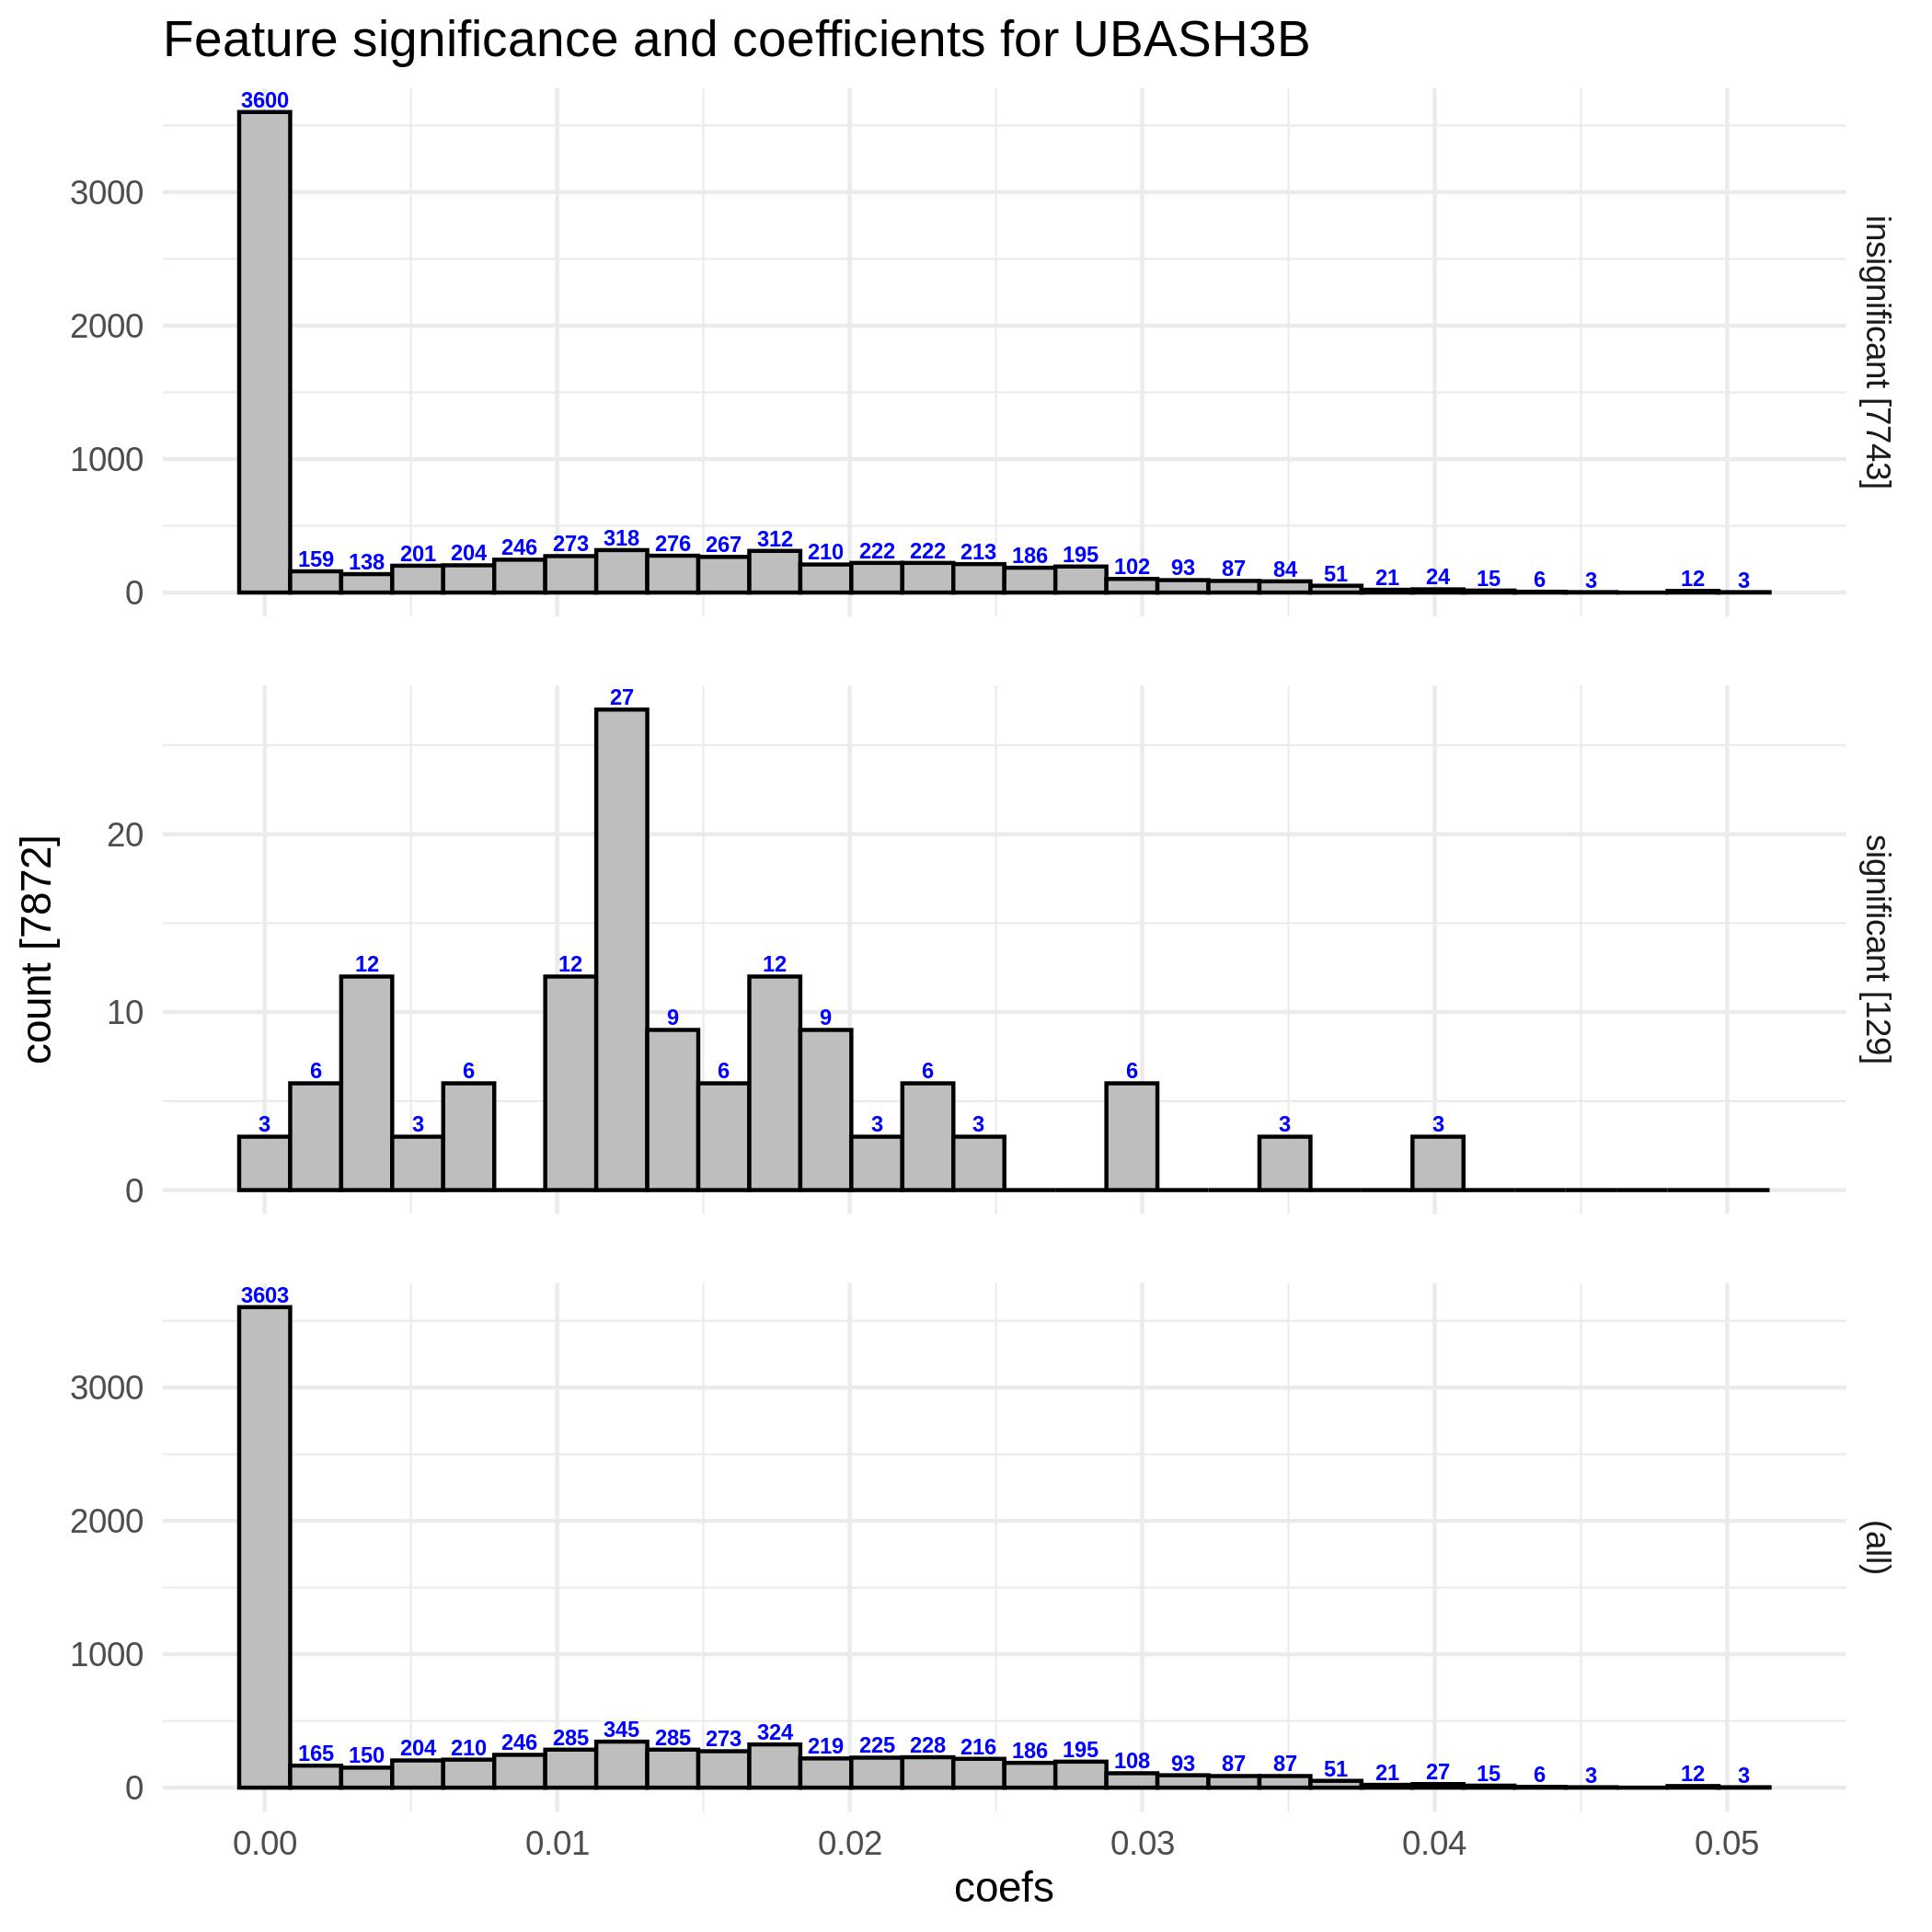 Feature significance and coefficients for UBASH3B
3600
3000
2000
1000
0
159 138 201 204 246 273 318 276 267 312 210 222 222 213 186 195 102 93 87 84 51 21 24 15 6 3 12 3
insignificant [7743]
count [7872]
20
10
0
3 6 12 3 6 12 27 9 6 12 9 3 6 3 6 3 3
significant [129]
3603
3000
2000
1000
0
165 150 204 210 246 285 345 285 273 324 219 225 228 216 186 195 108 93 87 87 51 21 27 15 6 3 12 3
(all)
0.00 0.01 0.02 0.03 0.04 0.05
coefs